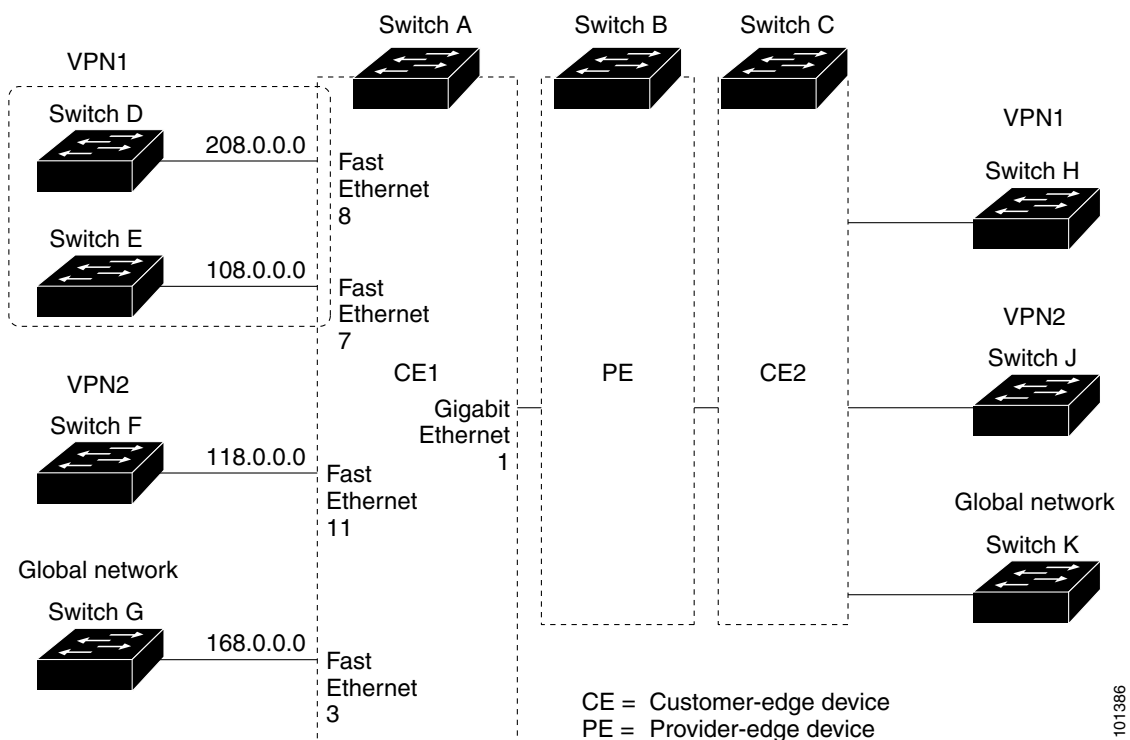 Switch A
Switch B
Switch C
VPN1
Switch D
208.0.0.0
Fast
Ethernet
8
Switch E
108.0.0.0
Fast
Ethernet
7
VPN2
Switch F
118.0.0.0
Fast
Ethernet
11
Global network
Switch G
168.0.0.0
Fast
Ethernet
3
CE1
Gigabit
Ethernet
1
PE
CE2
VPN1
Switch H
VPN2
Switch J
Global network
Switch K
CE = Customer-edge device
PE = Provider-edge device
101386